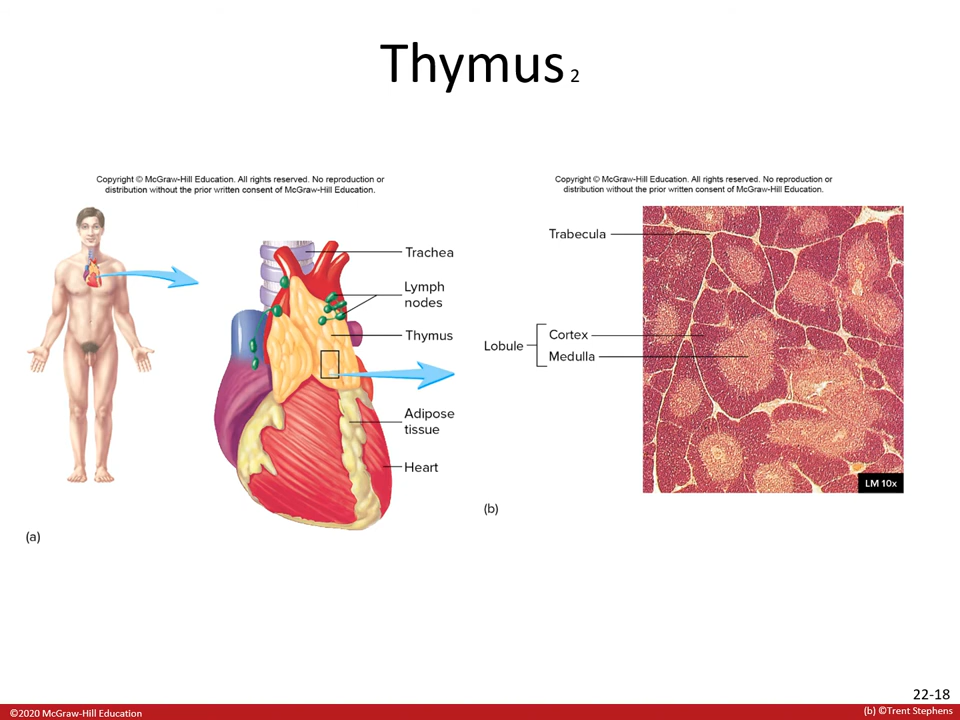 Thymus 2
Copyright © McGraw-Hill Education. All rights reserved. No reproduction or
distribution without the prior written consent of McGraw-Hill Education.
Trachea
Lymph
nodes
Thymus
Adipose
tissue
Heart
(a)
Copyright © McGraw-Hill Education. All rights reserved. No reproduction or
distribution without the prior written consent of McGraw-Hill Education.
Trabecula
Lobule
Cortex
Medulla
LM 10x
(b)
22-18
©2020 McGraw-Hill Education
(b) ©Trent Stephens